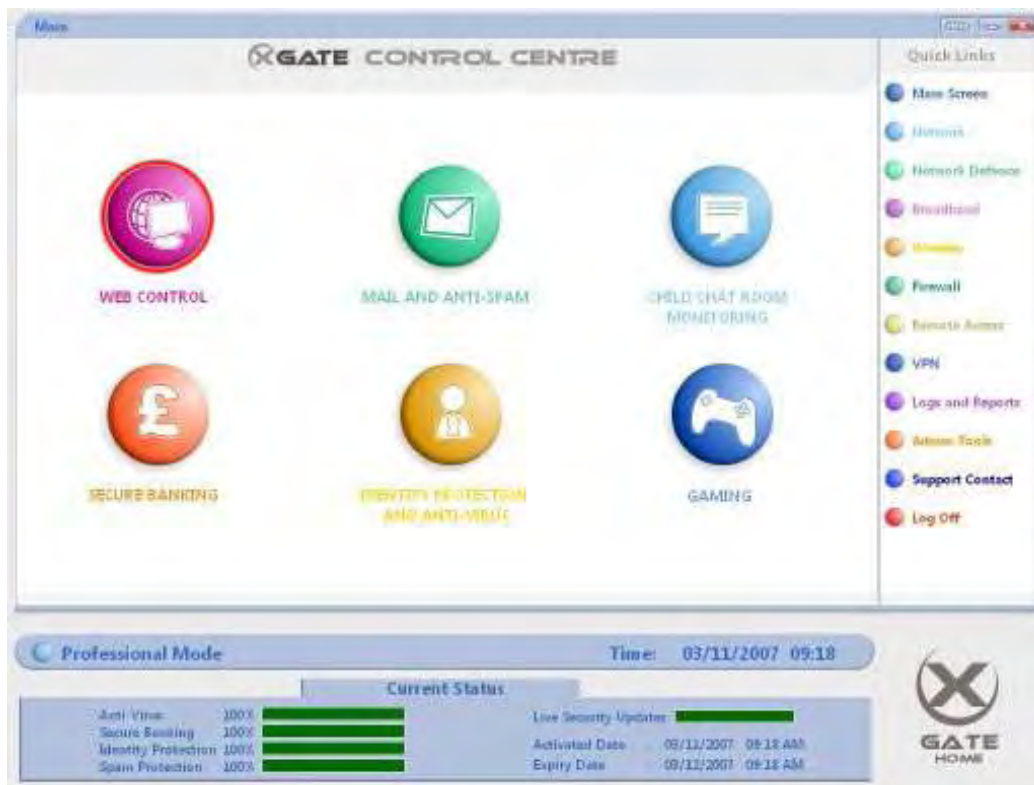 Main
XGATE CONTROL CENTRE
Quick Links
Main Screen
Network
Network Defence
Broadband
Wireless
Firewall
Remote Access
VPN
Logs and Reports
Admin Tools
Support Contact
Log Off
WEB CONTROL
MAIL AND ANTI-SPAM
CHILD CHAT ROOM
MONITORING
SECURE BANKING
IDENTITY PROTECTION
AND ANTI-VIRUS
GAMING
Professional Mode
Time: 03/11/2007 09:18
Current Status
Anti Virus 100%
Secure Banking 100%
Identity Protection 100%
Spam Protection 100%
Live Security Updates
Activated Date 03/12/2007 09:18 AM
Expiry Date 03/12/2007 09:18 AM
X
GATE
HOME